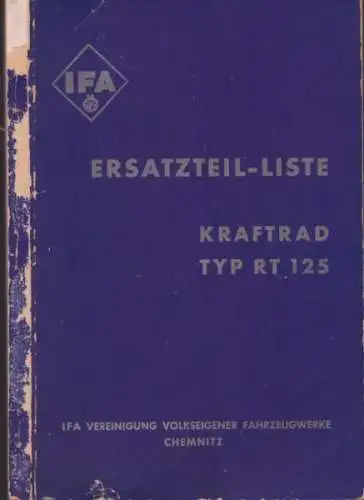 IFA
ERSATZTEIL-LISTE
KRAFTRAD
TYP RT 125
IFA VEREINIGUNG VOLKSEIGENER FAHRZEUGWERKE
CHEMNITZ